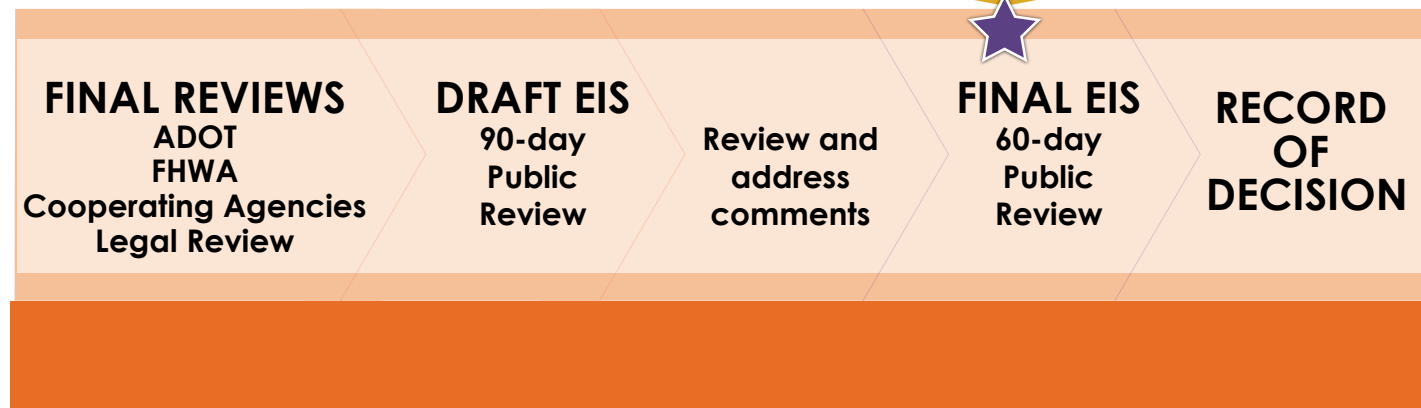 FINAL REVIEWS
ADOT
FHWA
Cooperating Agencies
Legal Review
DRAFT EIS
90-day
Public
Review
Review and
address
comments
FINAL EIS
60-day
Public
Review
RECORD
OF
DECISION